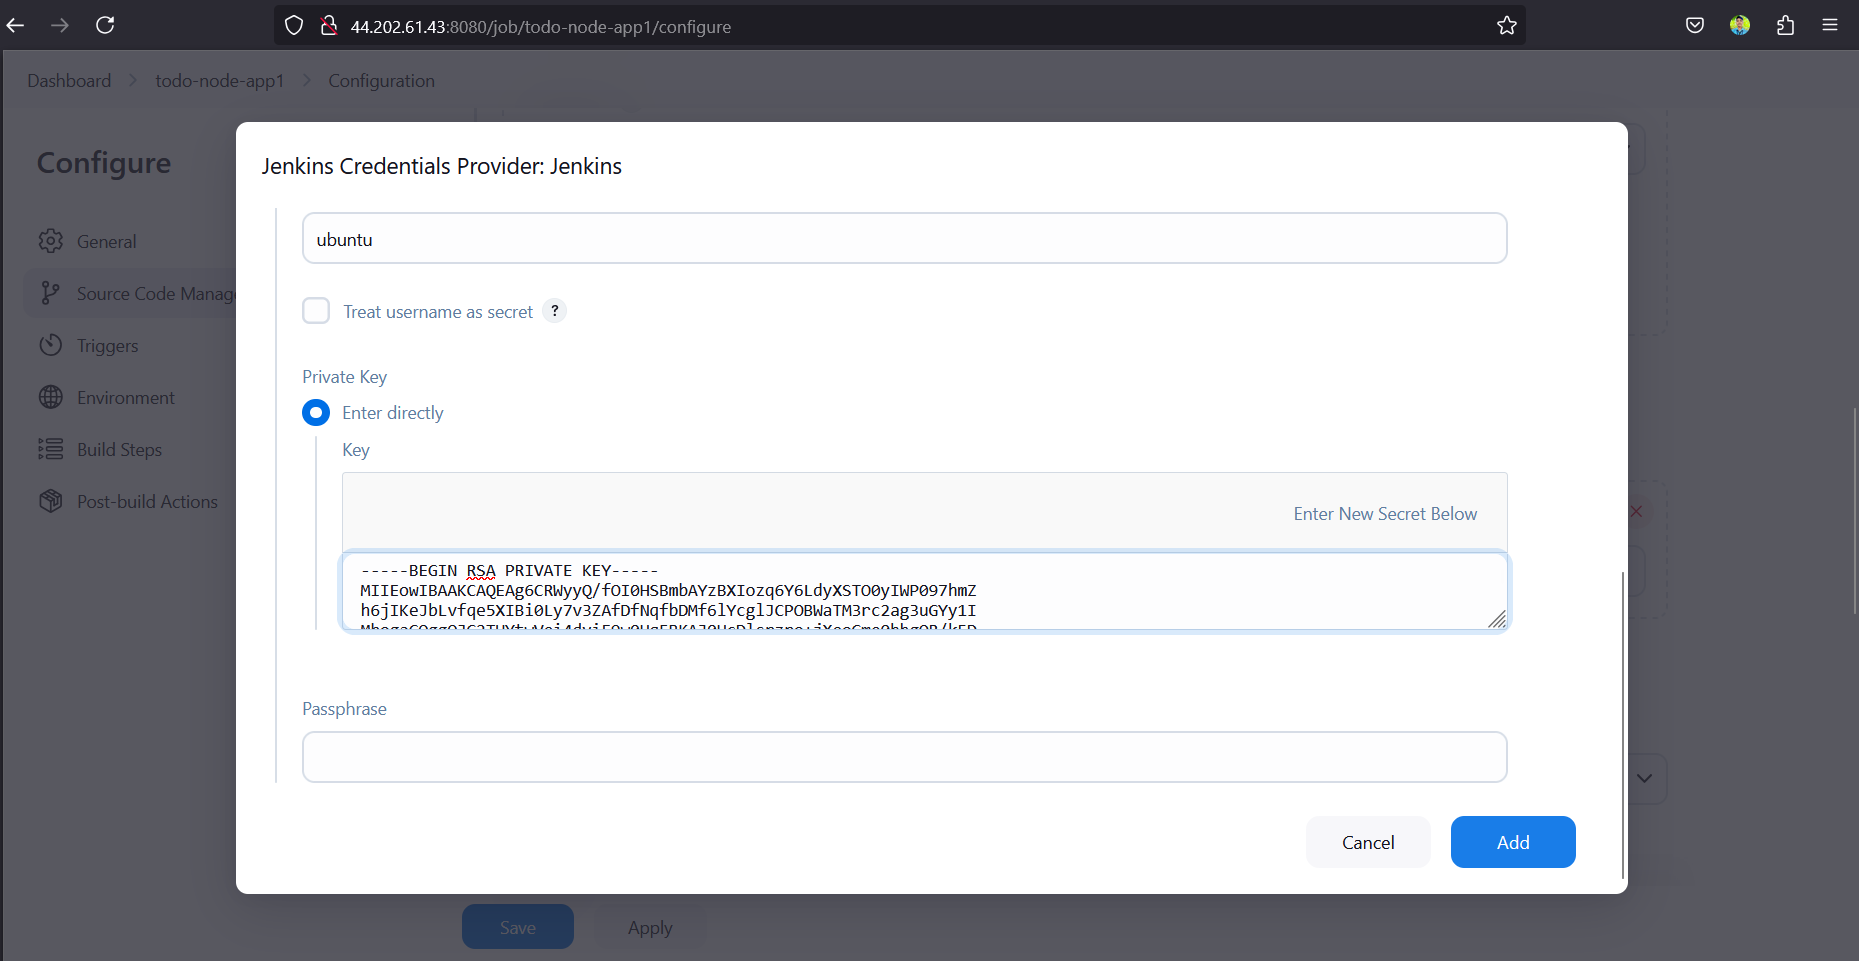 44.202.61.43:8080/job/todo-node-app1/configure
Dashboard > todo-node-app1 > Configuration
Configure
General
Source Code Manag
Triggers
Environment
Build Steps
Post-build Actions
Jenkins Credentials Provider: Jenkins
ubuntu
Treat username as secret ?
Private Key
Enter directly
Key
Enter New Secret Below
-----BEGIN RSA PRIVATE KEY-----
MIIEowIBAAKCAQEAg6CRWyyQ/fOI0HSBmbAYzBXIozq6Y6LdyXSTO0yIWP097hmZ
h6jIKeJbLvfqe5XIBi0Ly7v3ZAfDfNqfbDMf6lYcglJCPOBWaTM3rc2ag3uGYy1I
Passphrase
Cancel
Add
Save
Apply